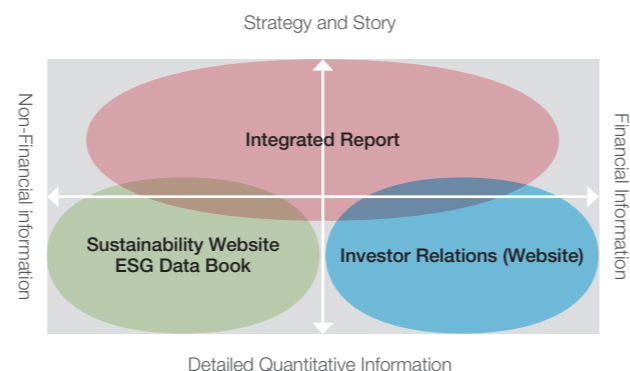 Strategy and Story
Non-Financial information
Integrated Report
Financial Information
Sustainability Website
ESG Data Book
Investor Relations (Website)
Detailed Quantitative Information